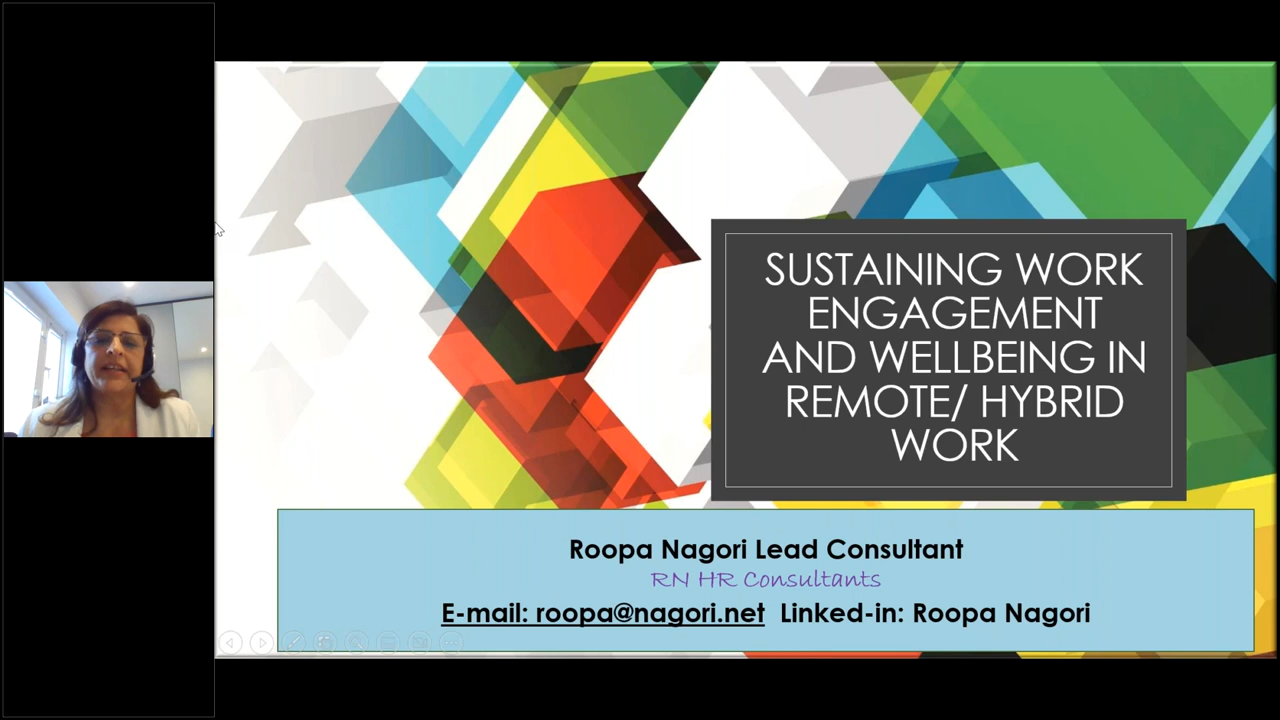 SUSTAINING WORK
ENGAGEMENT
AND WELLBEING IN
REMOTE/ HYBRID
WORK
Roopa Nagori Lead Consultant
RN HR Consultants
E-mail: roopa@nagori.net Linked-in: Roopa Nagori